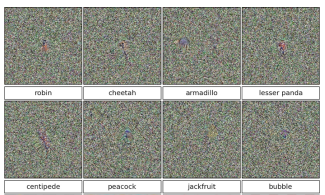 robin
cheetah
armadillo
lesser panda
centipede
peacock
jackfruit
bubble